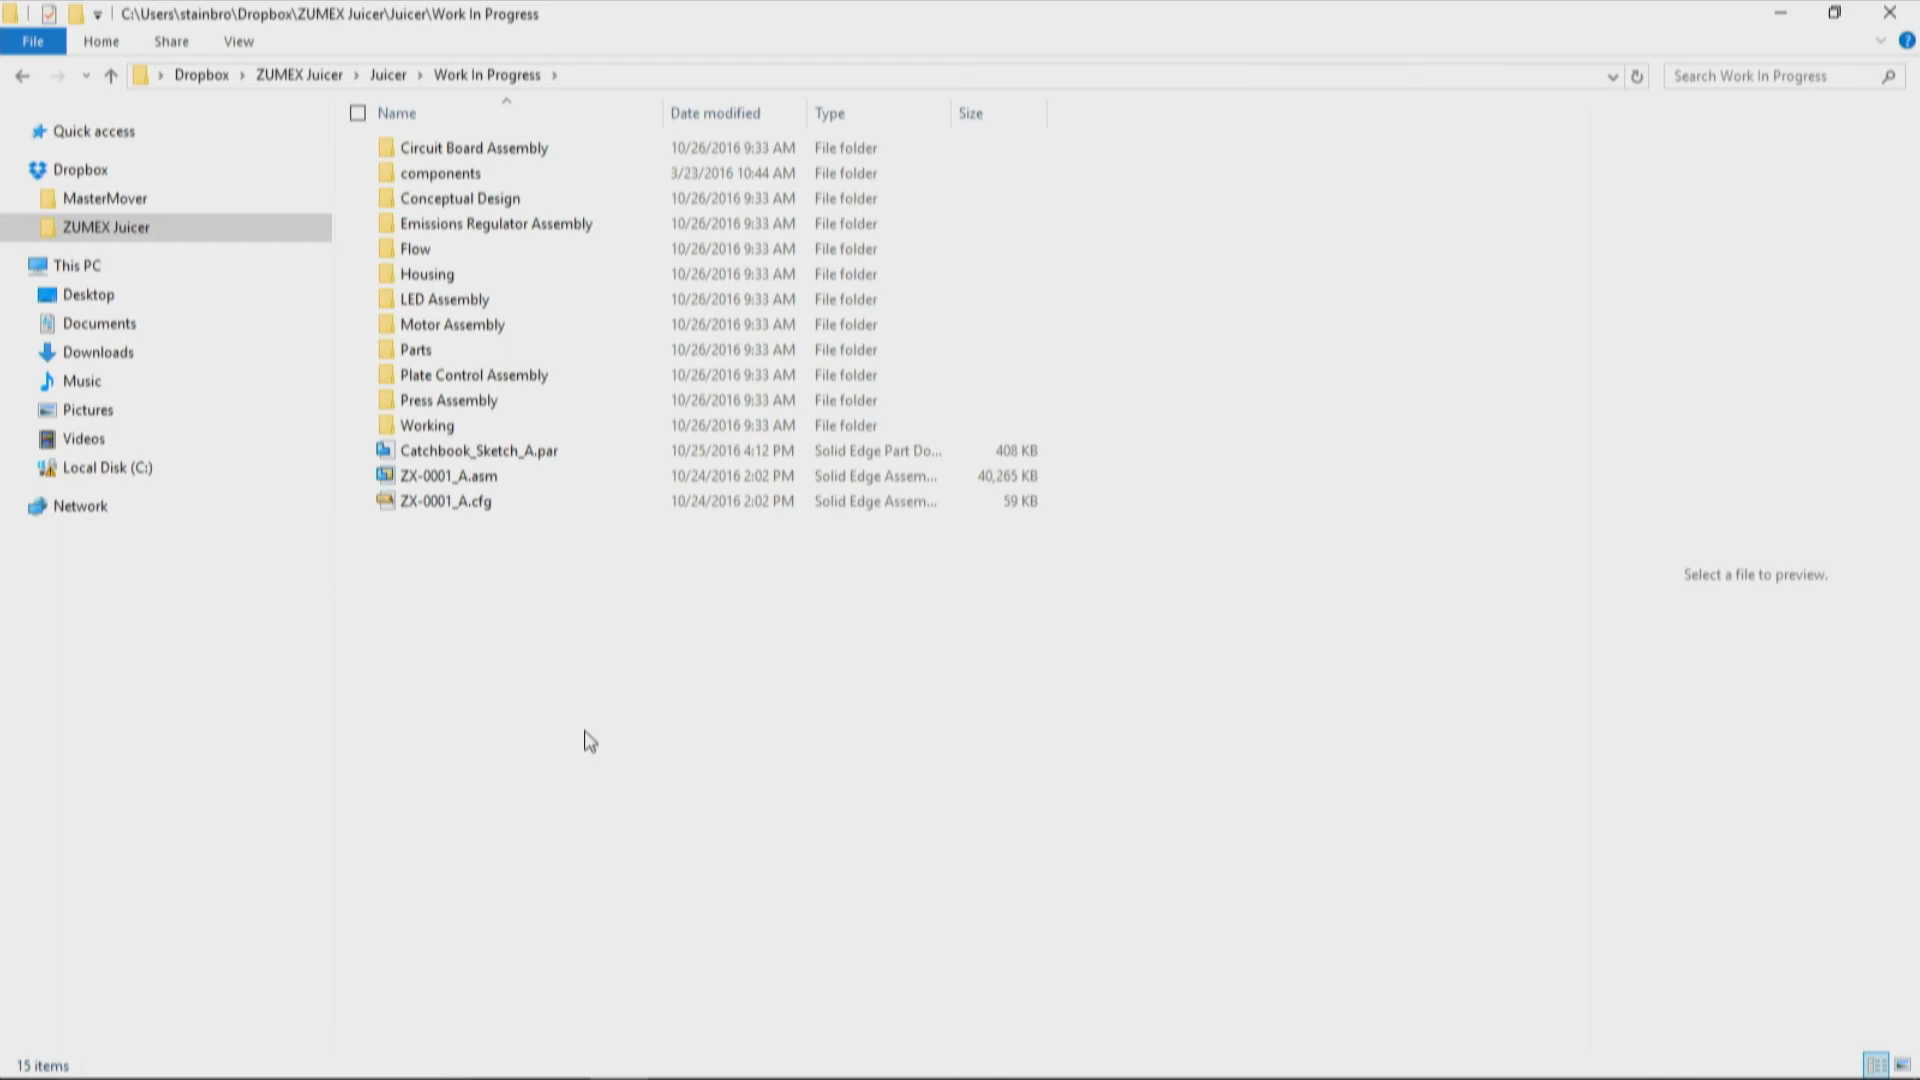 C:\Users\stainbro\Dropbox\ZUMEX Juicer\Juicer\Work In Progress
File Home Share View
Dropbox ZUMEX Juicer Juicer Work In Progress Search Work In Progress
Name Date modified Type Size
Quick access
Dropbox
MasterMover
ZUMEX Juicer
This PC
Desktop
Documents
Downloads
Music
Pictures
Videos
Local Disk (C:)
Network
Circuit Board Assembly 10/26/2016 9:33 AM File folder
components 3/23/2016 10:44 AM File folder
Conceptual Design 10/26/2016 9:33 AM File folder
Emissions Regulator Assembly 10/26/2016 9:33 AM File folder
Flow 10/26/2016 9:33 AM File folder
Housing 10/26/2016 9:33 AM File folder
LED Assembly 10/26/2016 9:33 AM File folder
Motor Assembly 10/26/2016 9:33 AM File folder
Parts 10/26/2016 9:33 AM File folder
Plate Control Assembly 10/26/2016 9:33 AM File folder
Press Assembly 10/26/2016 9:33 AM File folder
Working 10/26/2016 9:33 AM File folder
Catchbook_Sketch_A.par 10/25/2016 4:12 PM Solid Edge Part Do... 408 KB
ZX-0001_A.asm 10/24/2016 2:02 PM Solid Edge Assem... 40,265 KB
ZX-0001_A.cfg 10/24/2016 2:02 PM Solid Edge Assem... 59 KB
Select a file to preview.
15 items